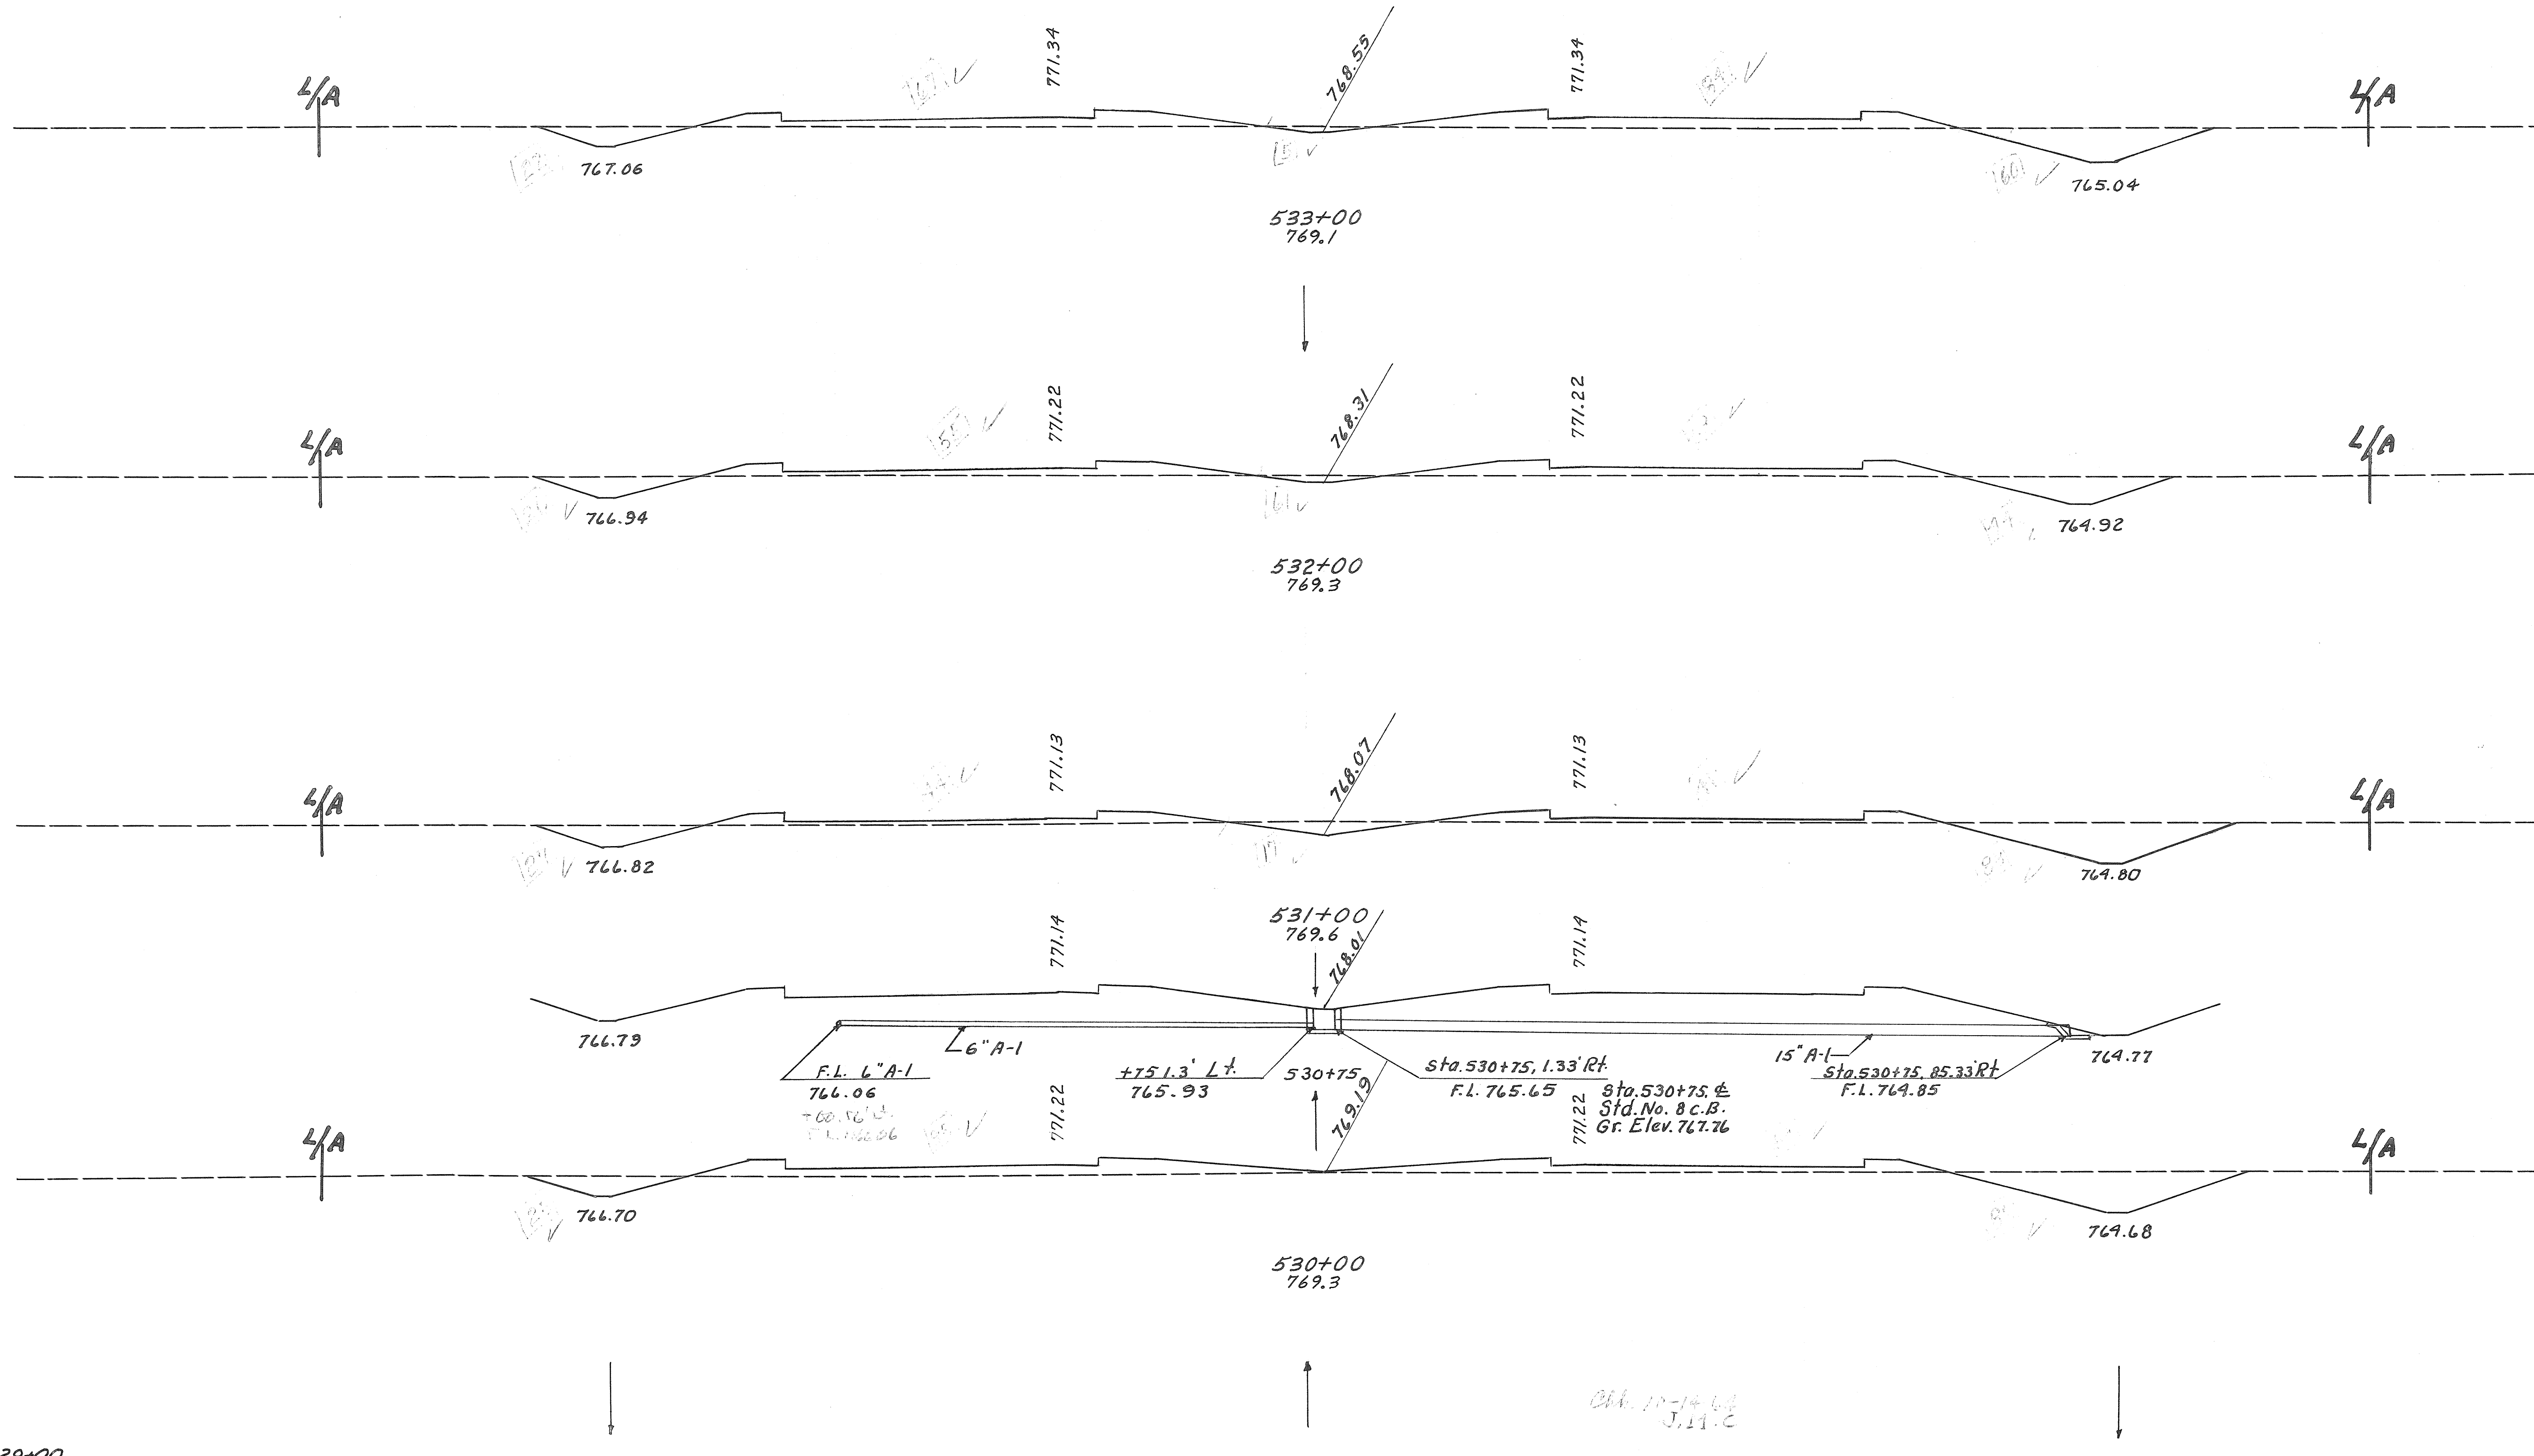 771.34
768.55
771.34
L/A
L/A
767.06
765.04
533+00
769.1
771.22
768.31
771.22
L/A
L/A
766.94
764.92
532+00
769.3
771.13
768.07
771.13
L/A
L/A
766.82
764.80
531+00
769.6
771.14
768.01
771.14
766.79
6"A-1
15"A-1
764.77
F.L. 6"A-1
766.06
+75 1.3' Lt.
765.93
530+75
Sta.530+75, 1.33'Rt.
F.L. 765.65
Sta.530+75, 85.33'Rt
F.L.764.85
Sta.530+75, ℄
Std. No. 8 C.B.
Gr. Elev. 767.76
771.22
769.19
771.22
L/A
L/A
766.70
764.68
530+00
769.3